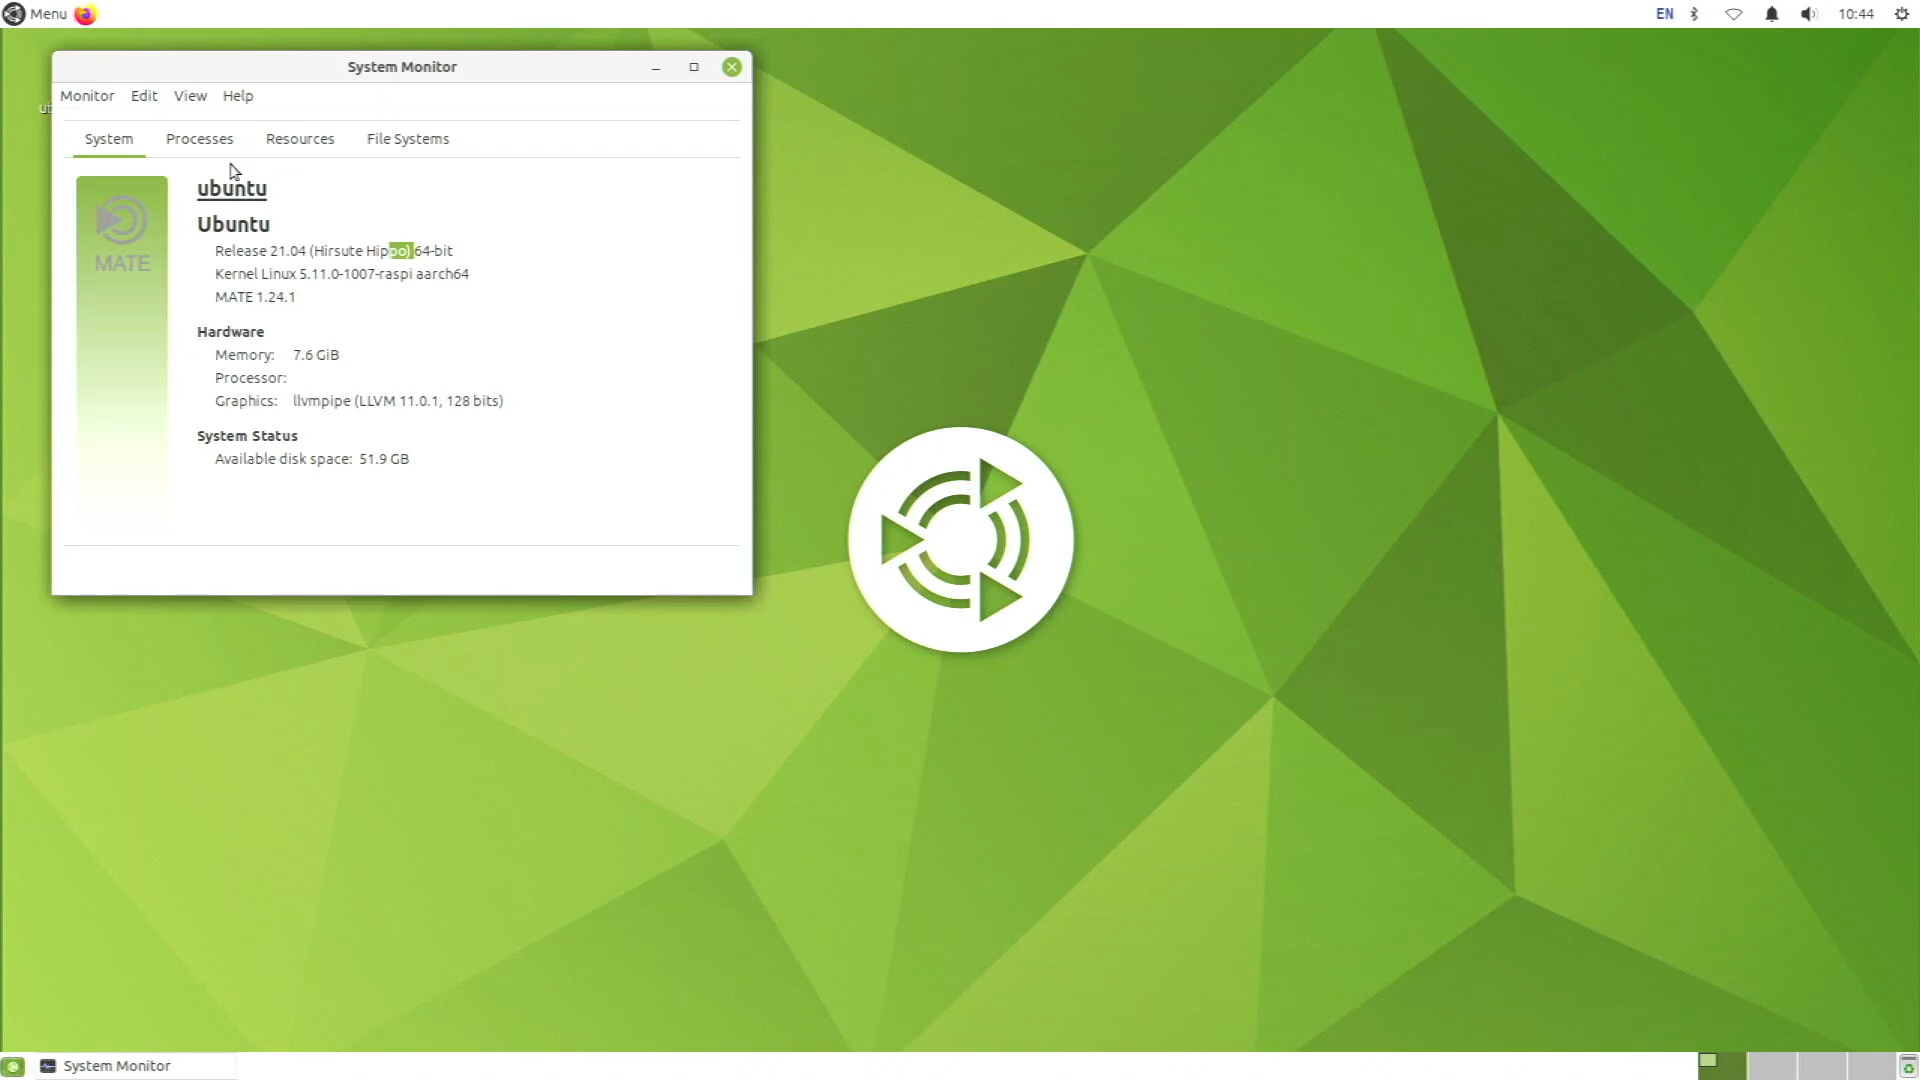 Menu
EN
10:44
System Monitor
Monitor Edit View Help
System Processes Resources File Systems
MATE
ubuntu
Ubuntu
Release 21.04 (Hirsute Hippo) 64-bit
Kernel Linux 5.11.0-1007-raspi aarch64
MATE 1.24.1
Hardware
Memory: 7.6 GiB
Processor:
Graphics: llvmpipe (LLVM 11.0.1, 128 bits)
System Status
Available disk space: 51.9 GB
System Monitor